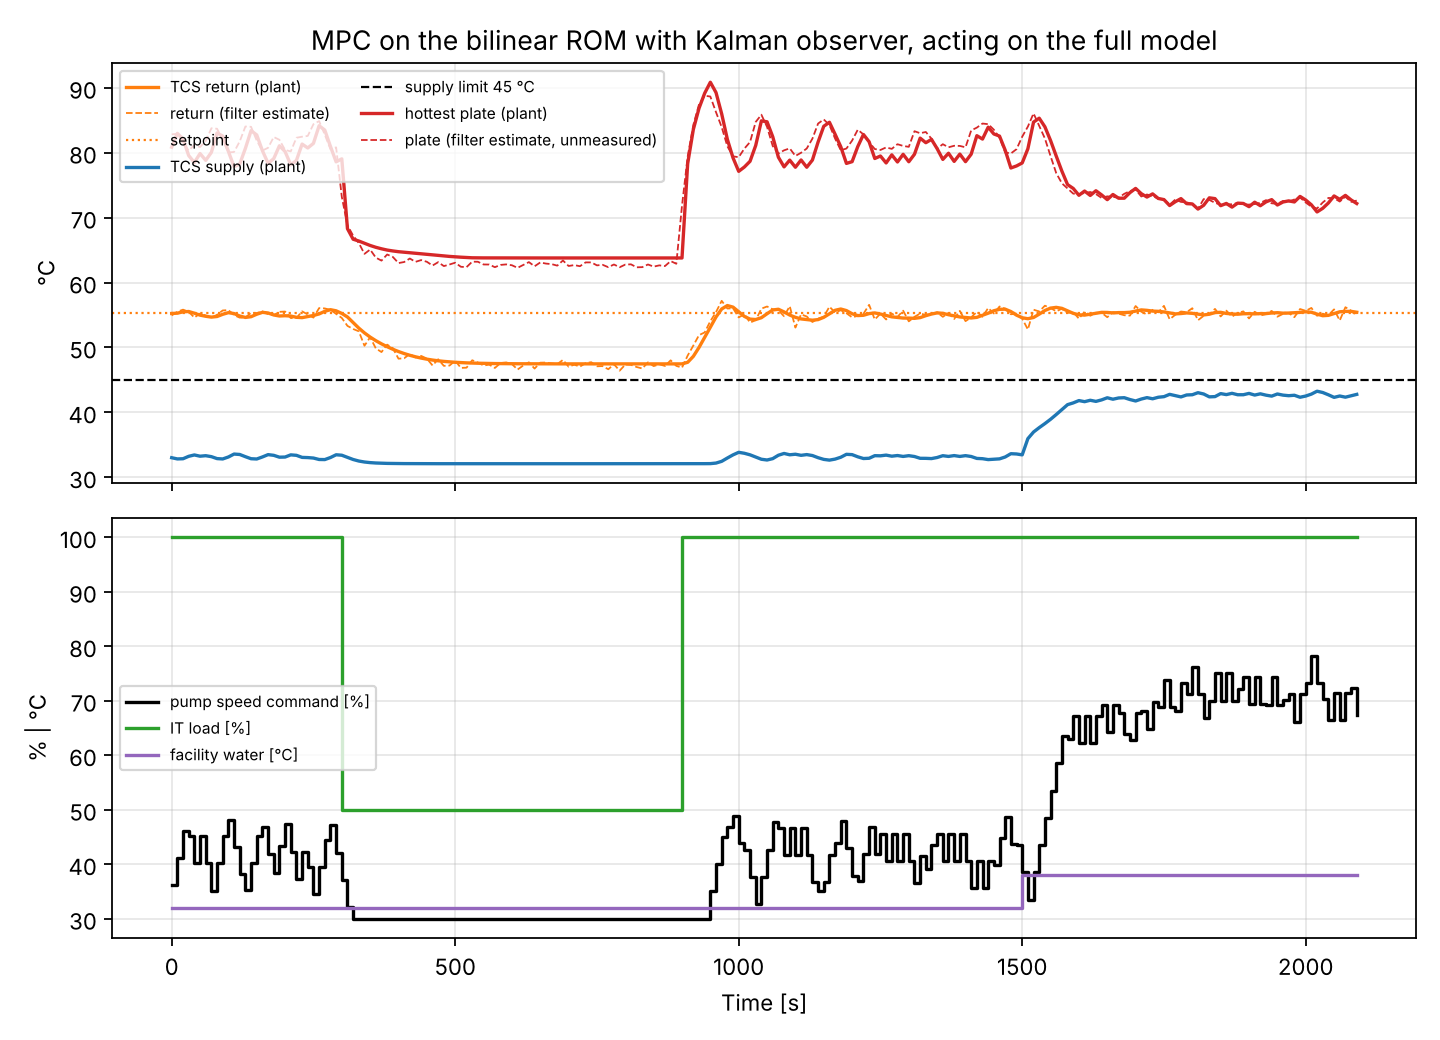 MPC on the bilinear ROM with Kalman observer, acting on the full model
TCS return (plant)
return (filter estimate)
setpoint
TCS supply (plant)
supply limit 45 °C
hottest plate (plant)
plate (filter estimate, unmeasured)
°C
90
80
70
60
50
40
30
100
90
80
70
60
50
40
30
% | °C
pump speed command [%]
IT load [%]
facility water [°C]
0
500
1000
1500
2000
Time [s]